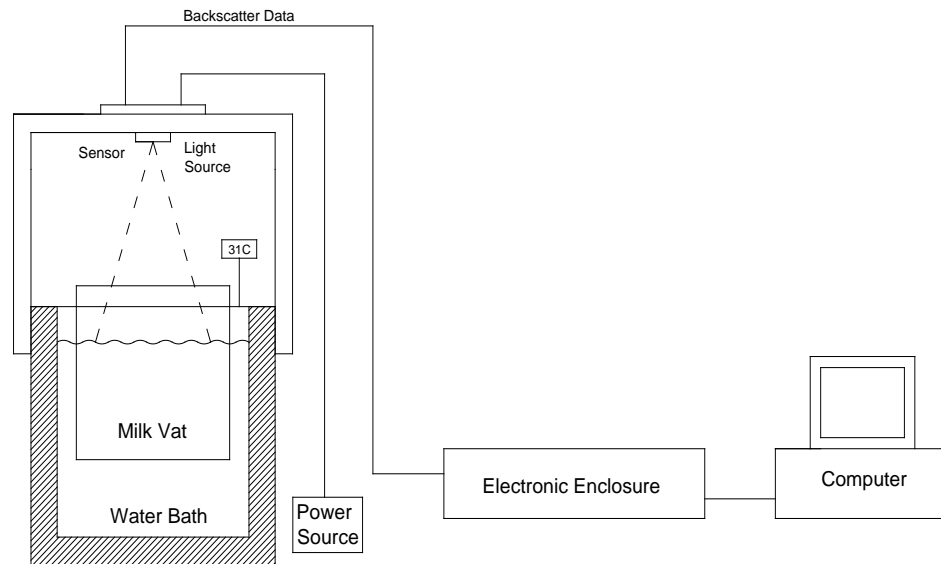 Backscatter Data
Sensor
Light
Source
31C
Milk Vat
Water Bath
Power
Source
Electronic Enclosure
Computer